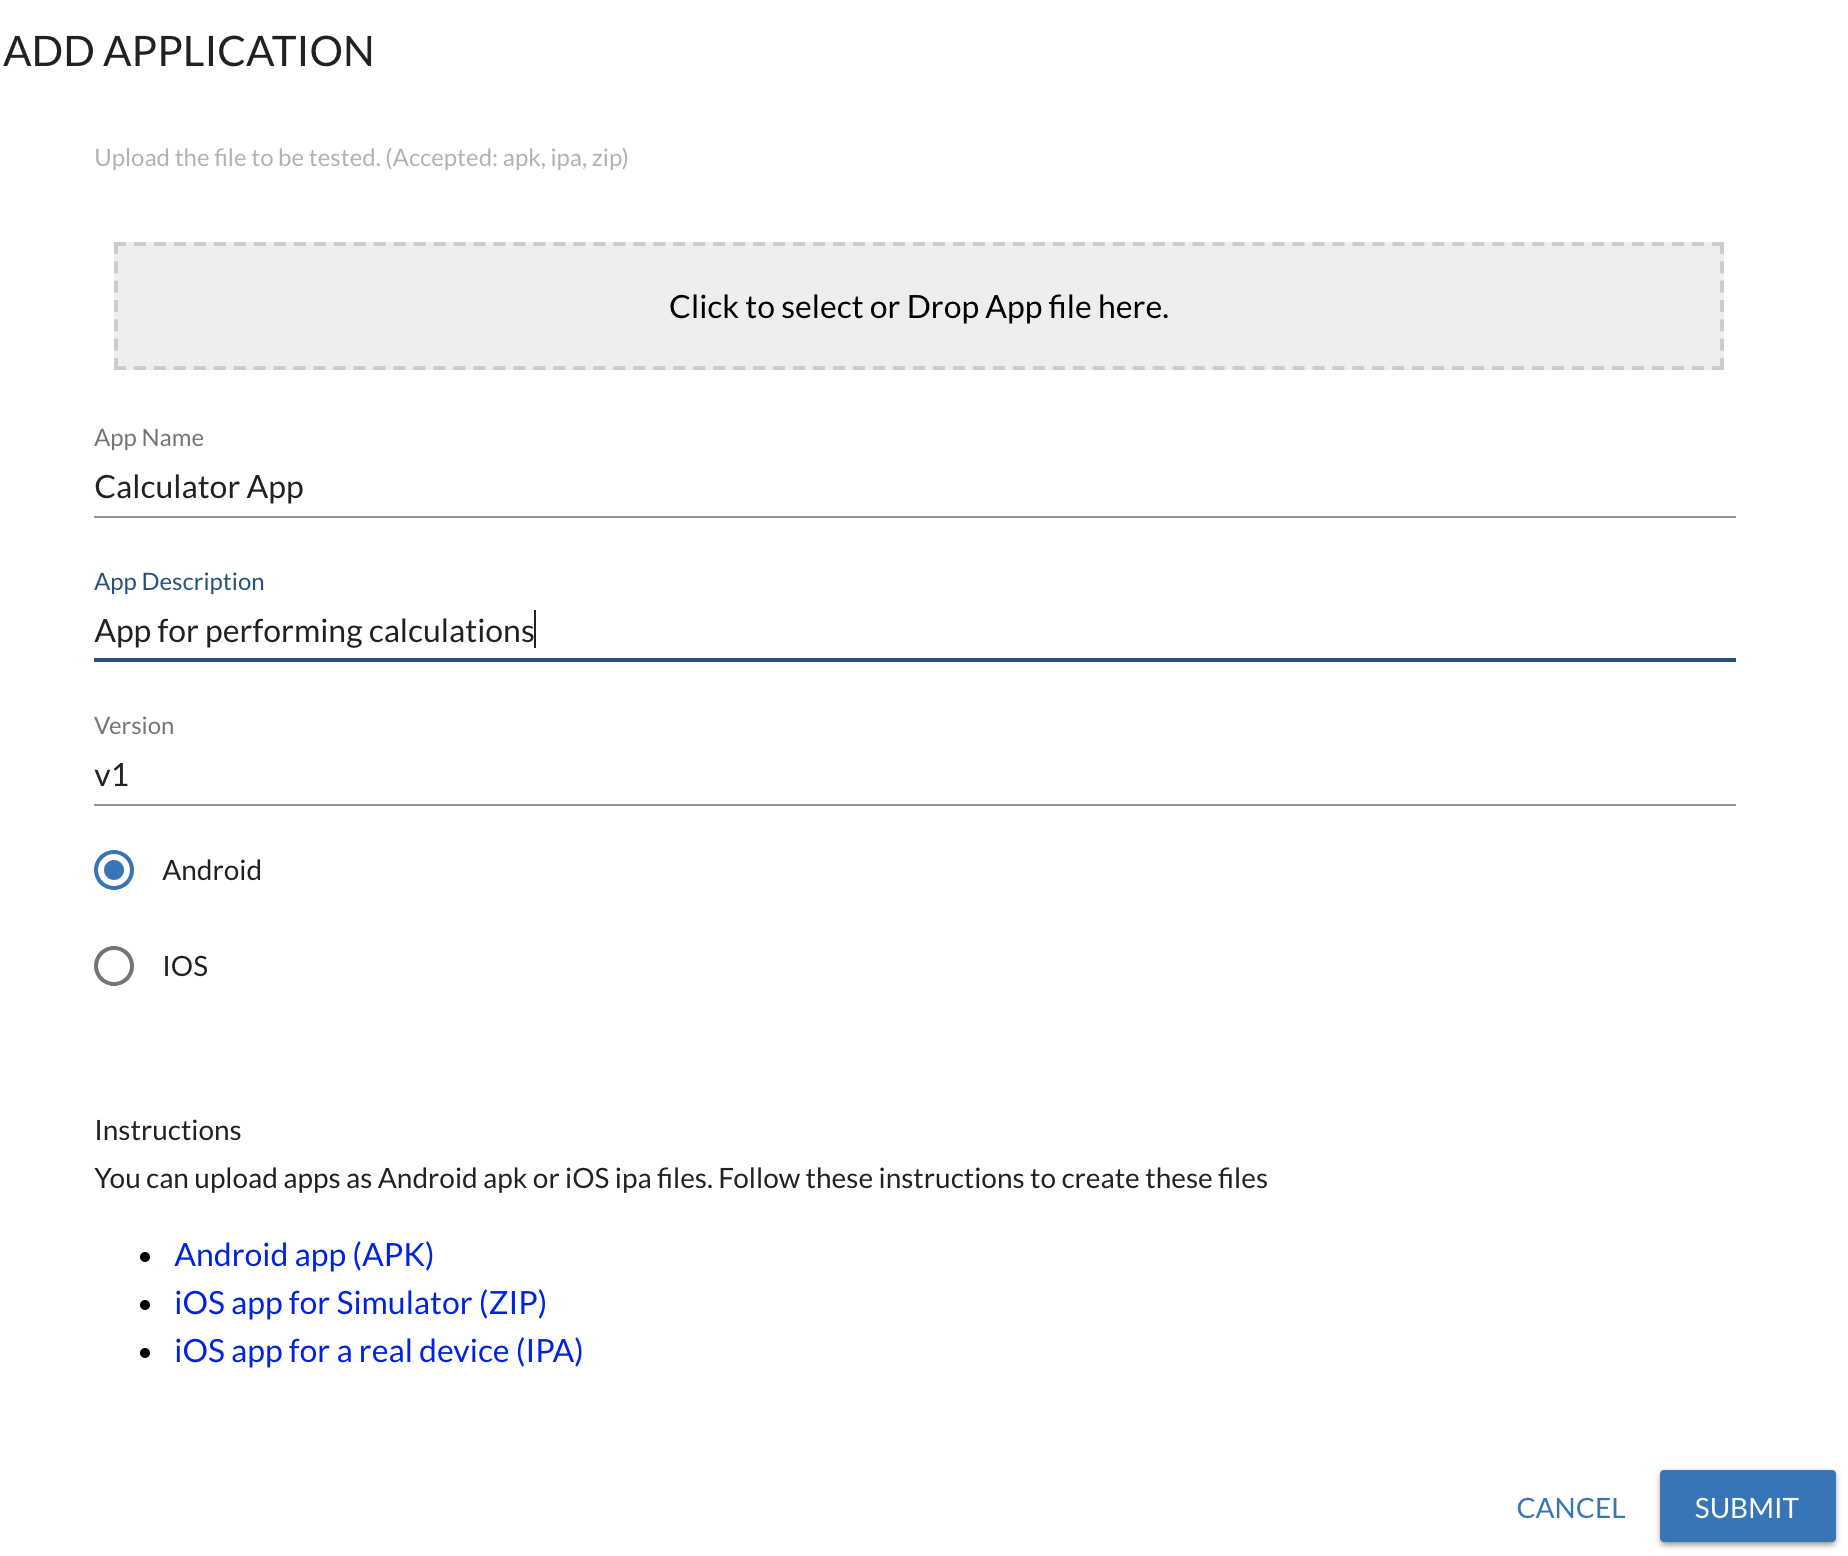 ADD APPLICATION
Upload the file to be tested. (Accepted: apk, ipa, zip)
Click to select or Drop App file here.
App Name
Calculator App
App Description
App for performing calculations
Version
v1
Android
IOS
Instructions
You can upload apps as Android apk or iOS ipa files. Follow these instructions to create these files
• Android app (APK)
• iOS app for Simulator (ZIP)
• iOS app for a real device (IPA)
CANCEL SUBMIT